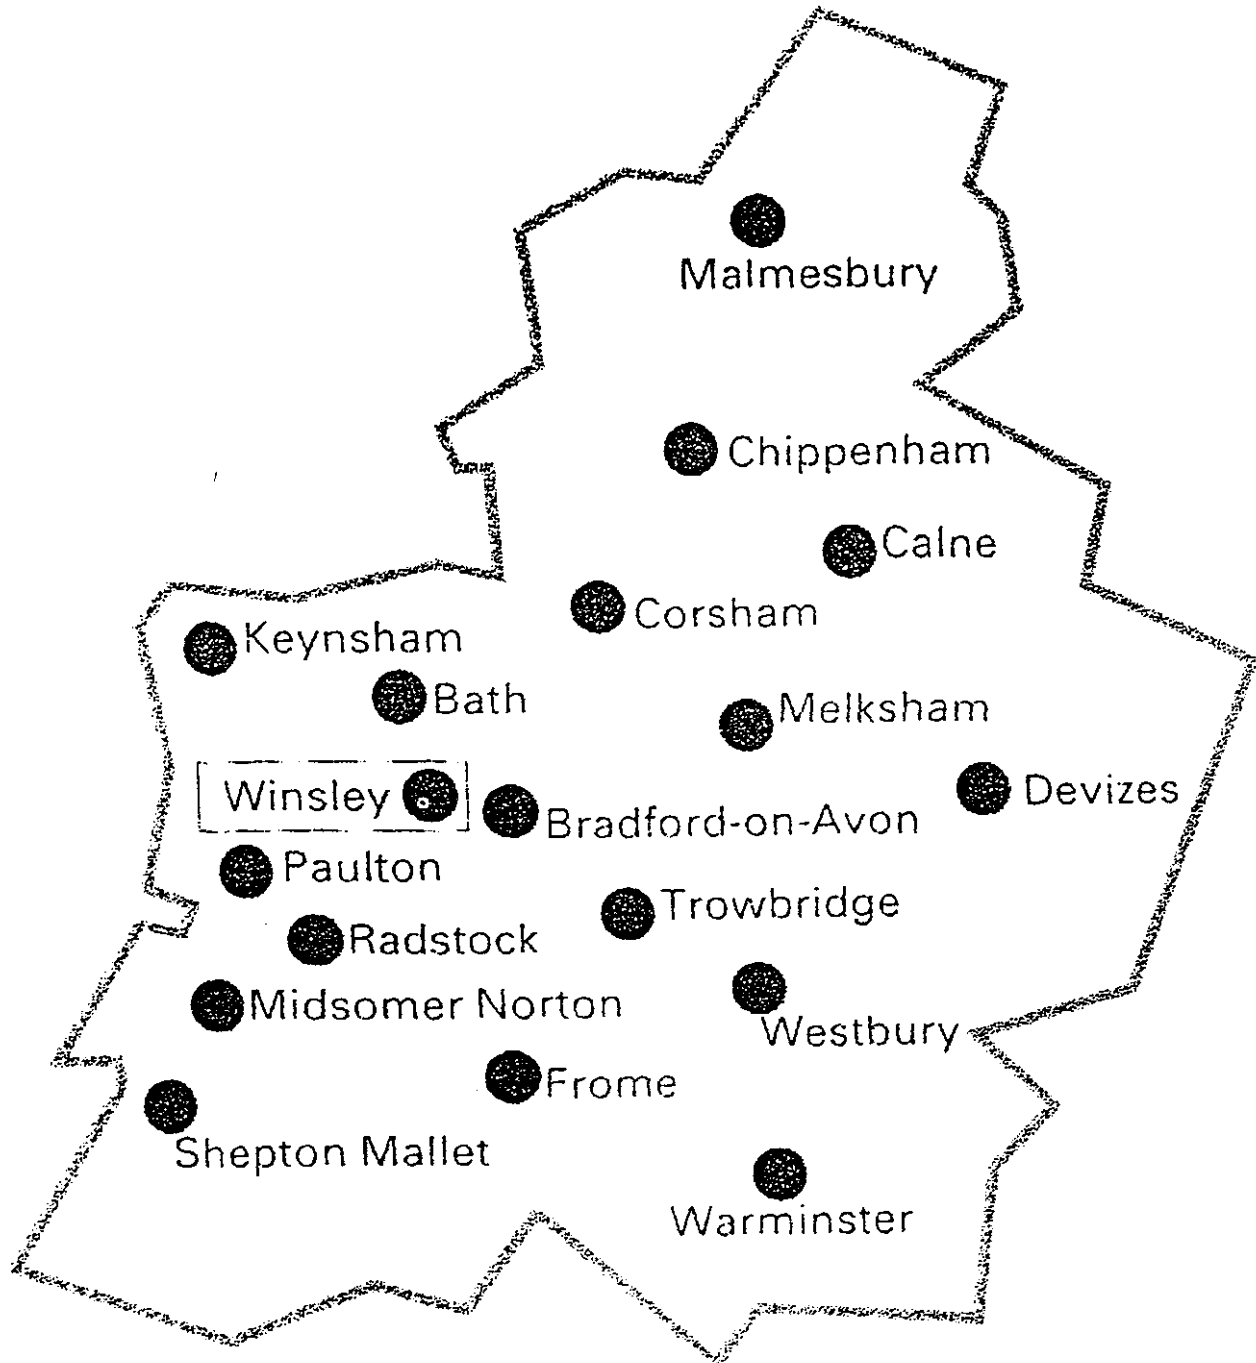 Malmesbury
Chippenham
Calne
Corsham
Keynsham
Bath
Melksham
Winsley
Devizes
Bradford-on-Avon
Paulton
Trowbridge
Radstock
Midsomer Norton
Westbury
Frome
Shepton Mallet
Warminster